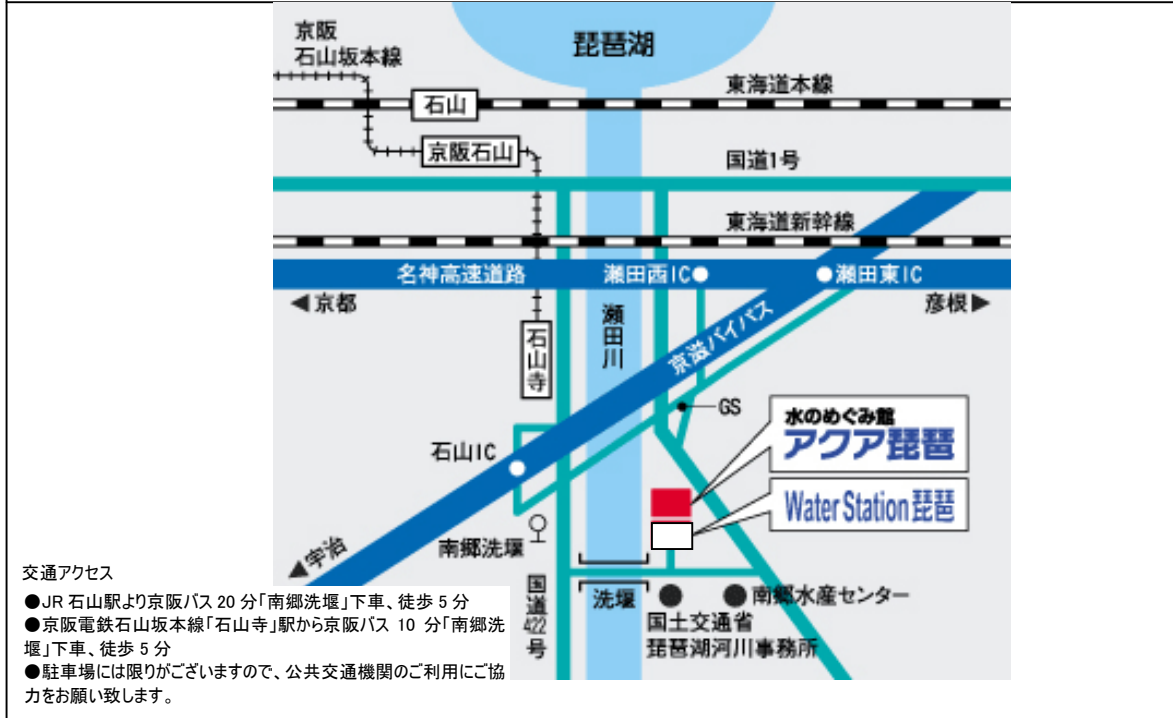 京阪
石山坂本線
琵琶湖
東海道本線
石山
京阪石山
国道1号
東海道新幹線
名神高速道路
瀬田西IC
瀬田東IC
◀京都
彦根▶
瀬田川
石山寺
京滋バイパス
GS
水のめぐみ館
アクア琵琶
石山IC
Water Station琵琶
南郷洗堰
◀宇治
国道422号
洗堰
南郷水産センター
国土交通省
琵琶湖河川事務所
交通アクセス
●JR 石山駅より京阪バス 20 分「南郷洗堰」下車、徒歩 5 分
●京阪電鉄石山坂本線「石山寺」駅から京阪バス 10 分「南郷洗
堰」下車、徒歩 5 分
●駐車場には限りがございますので、公共交通機関のご利用にご協
力をお願い致します。